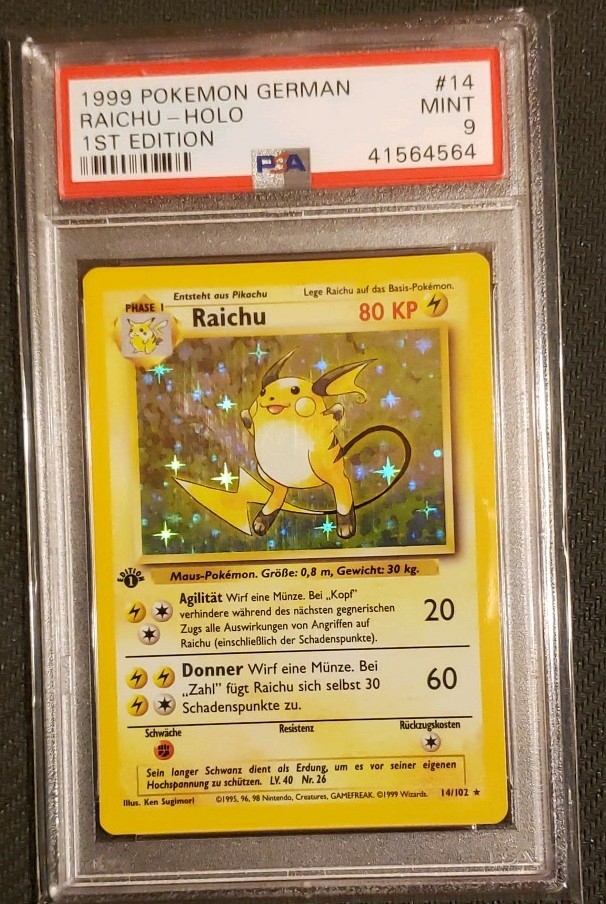 1999 POKEMON GERMAN #14
RAICHU - HOLO MINT
1ST EDITION 9
PSA 41564564
Entsteht aus Pikachu Lege Raichu auf das Basis-Pokémon.
PHASE 1
Raichu 80 KP
EDITION
1
Maus-Pokémon. Größe: 0,8 m, Gewicht: 30 kg.
Agilität Wirf eine Münze. Bei „Kopf"
verhindere während des nächsten gegnerischen
Zugs alle Auswirkungen von Angriffen auf
Raichu (einschließlich der Schadenspunkte).
20
Donner Wirf eine Münze. Bei
„Zahl" fügt Raichu sich selbst 30
Schadenspunkte zu.
60
Schwäche Resistenz Rückzugskosten
Sein langer Schwanz dient als Erdung, um es vor seiner eigenen
Hochspannung zu schützen. LV. 40 Nr. 26
Illus. Ken Sugimori ©1995, 96, 98 Nintendo, Creatures, GAMEFREAK. ©1999 Wizards. 14/102 ★